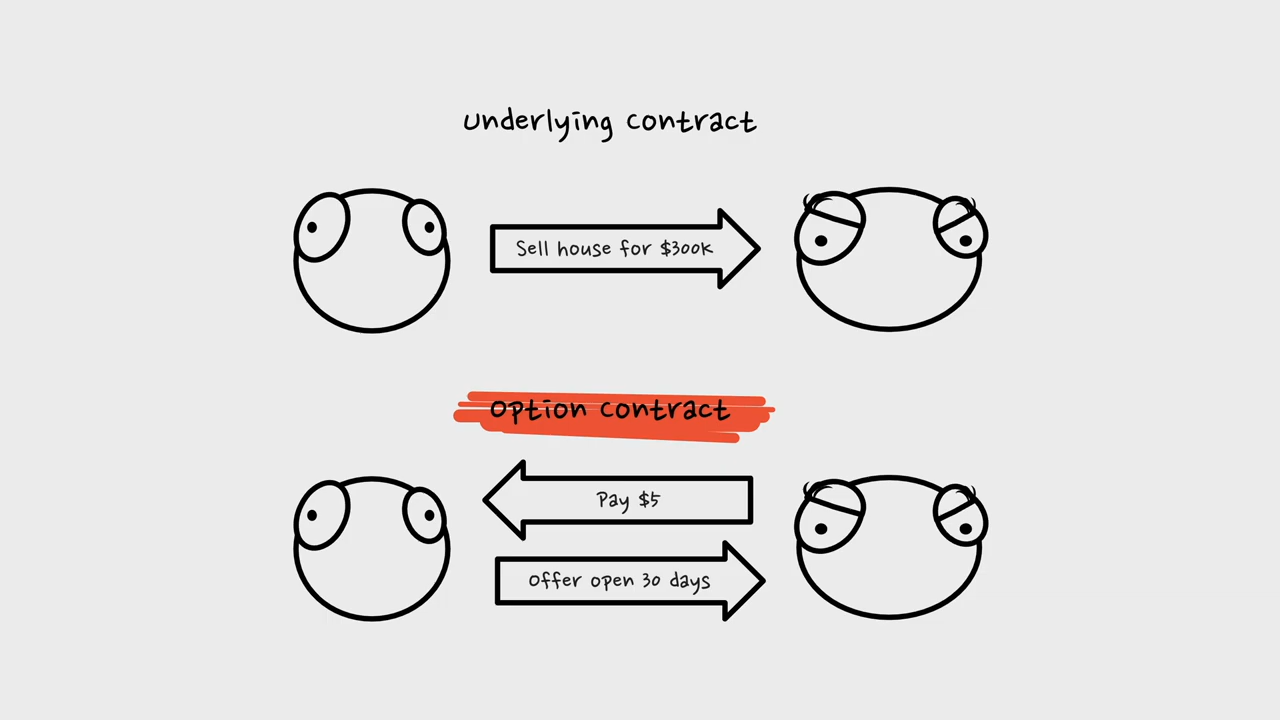 underlying contract
Sell house for $300k
option contract
Pay $5
Offer open 30 days